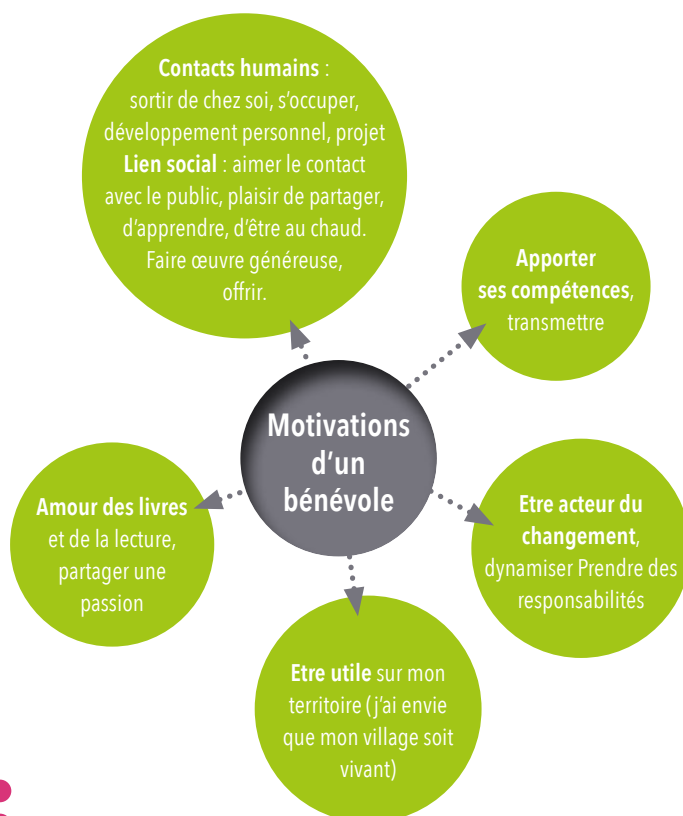 Contacts humains :
sortir de chez soi, s'occuper,
développement personnel, projet
Lien social : aimer le contact
avec le public, plaisir de partager,
d'apprendre, d'être au chaud.
Faire œuvre généreuse,
offrir.
Apporter
ses compétences,
transmettre
Motivations
d'un
bénévole
Amour des livres
et de la lecture,
partager une
passion
Etre acteur du
changement,
dynamiser Prendre des
responsabilités
Etre utile sur mon
territoire (j'ai envie
que mon village soit
vivant)